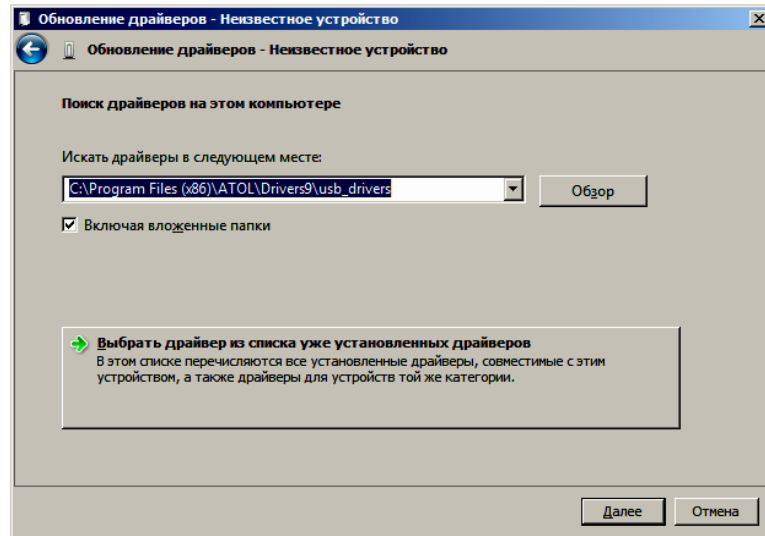 Обновление драйверов - Неизвестное устройство
Обновление драйверов - Неизвестное устройство
Поиск драйверов на этом компьютере
Искать драйверы в следующем месте:
C:\Program Files (x86)\ATOL\Drivers9\usb_drivers
Обзор
Включая вложенные папки
Выбрать драйвер из списка уже установленных драйверов
В этом списке перечисляются все установленные драйверы, совместимые с этим
устройством, а также драйверы для устройств той же категории.
Далее
Отмена